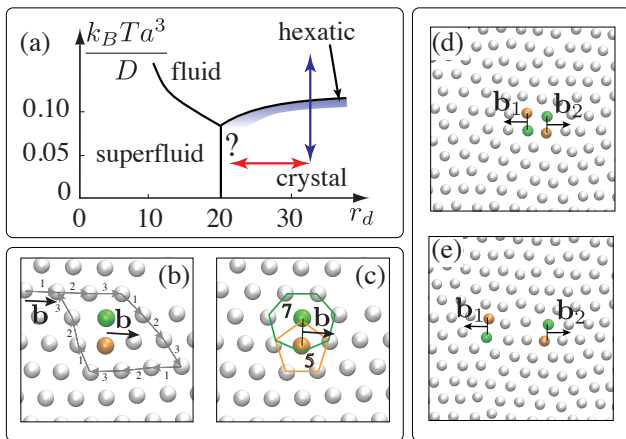 (a)
k_B T a^3
D
hexatic
fluid
0.10
superfluid
?
0.05
crystal
0
0 10 20 30 r_d
(b)
1 2 3
1 2 3
1 2 3
3 2 1
b
b
(c)
7
b
5
(d)
b_1
b_2
(e)
b_1
b_2